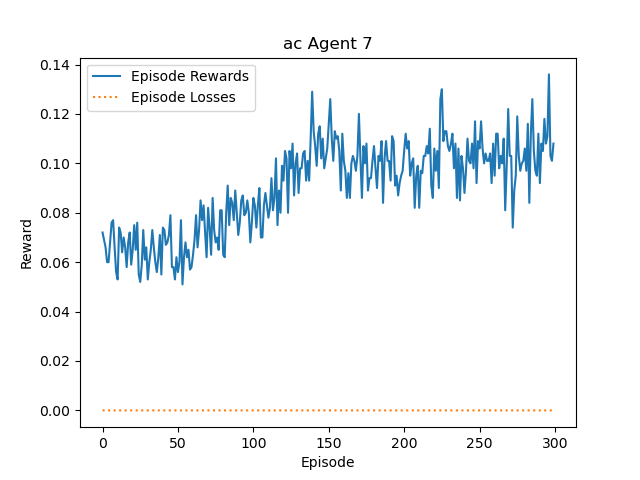 ac Agent 7
Episode Rewards
Episode Losses
0.14
0.12
0.10
0.08
0.06
0.04
0.02
0.00
Reward
0 50 100 150 200 250 300
Episode